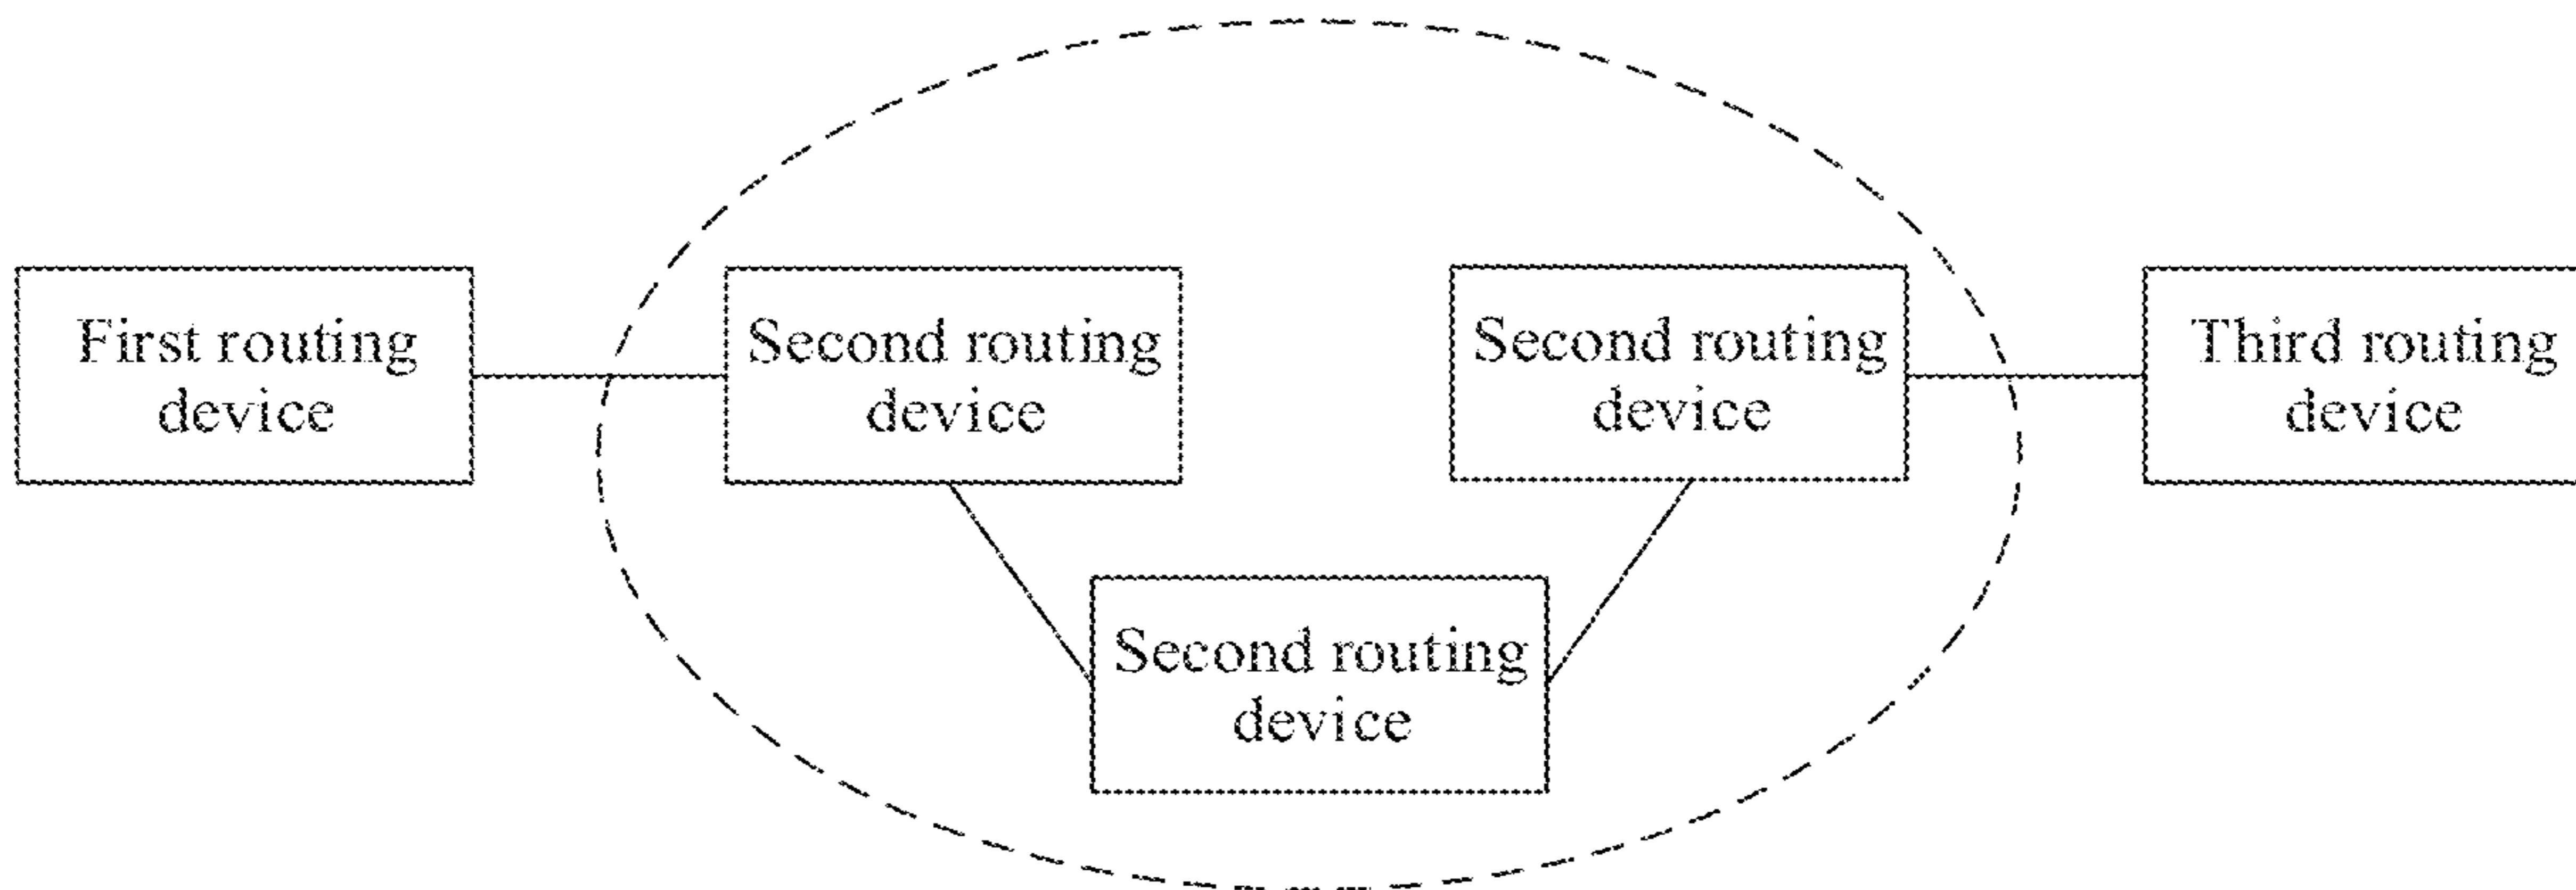 First routing
device
Second routing
device
Second routing
device
Third routing
device
Second routing
device